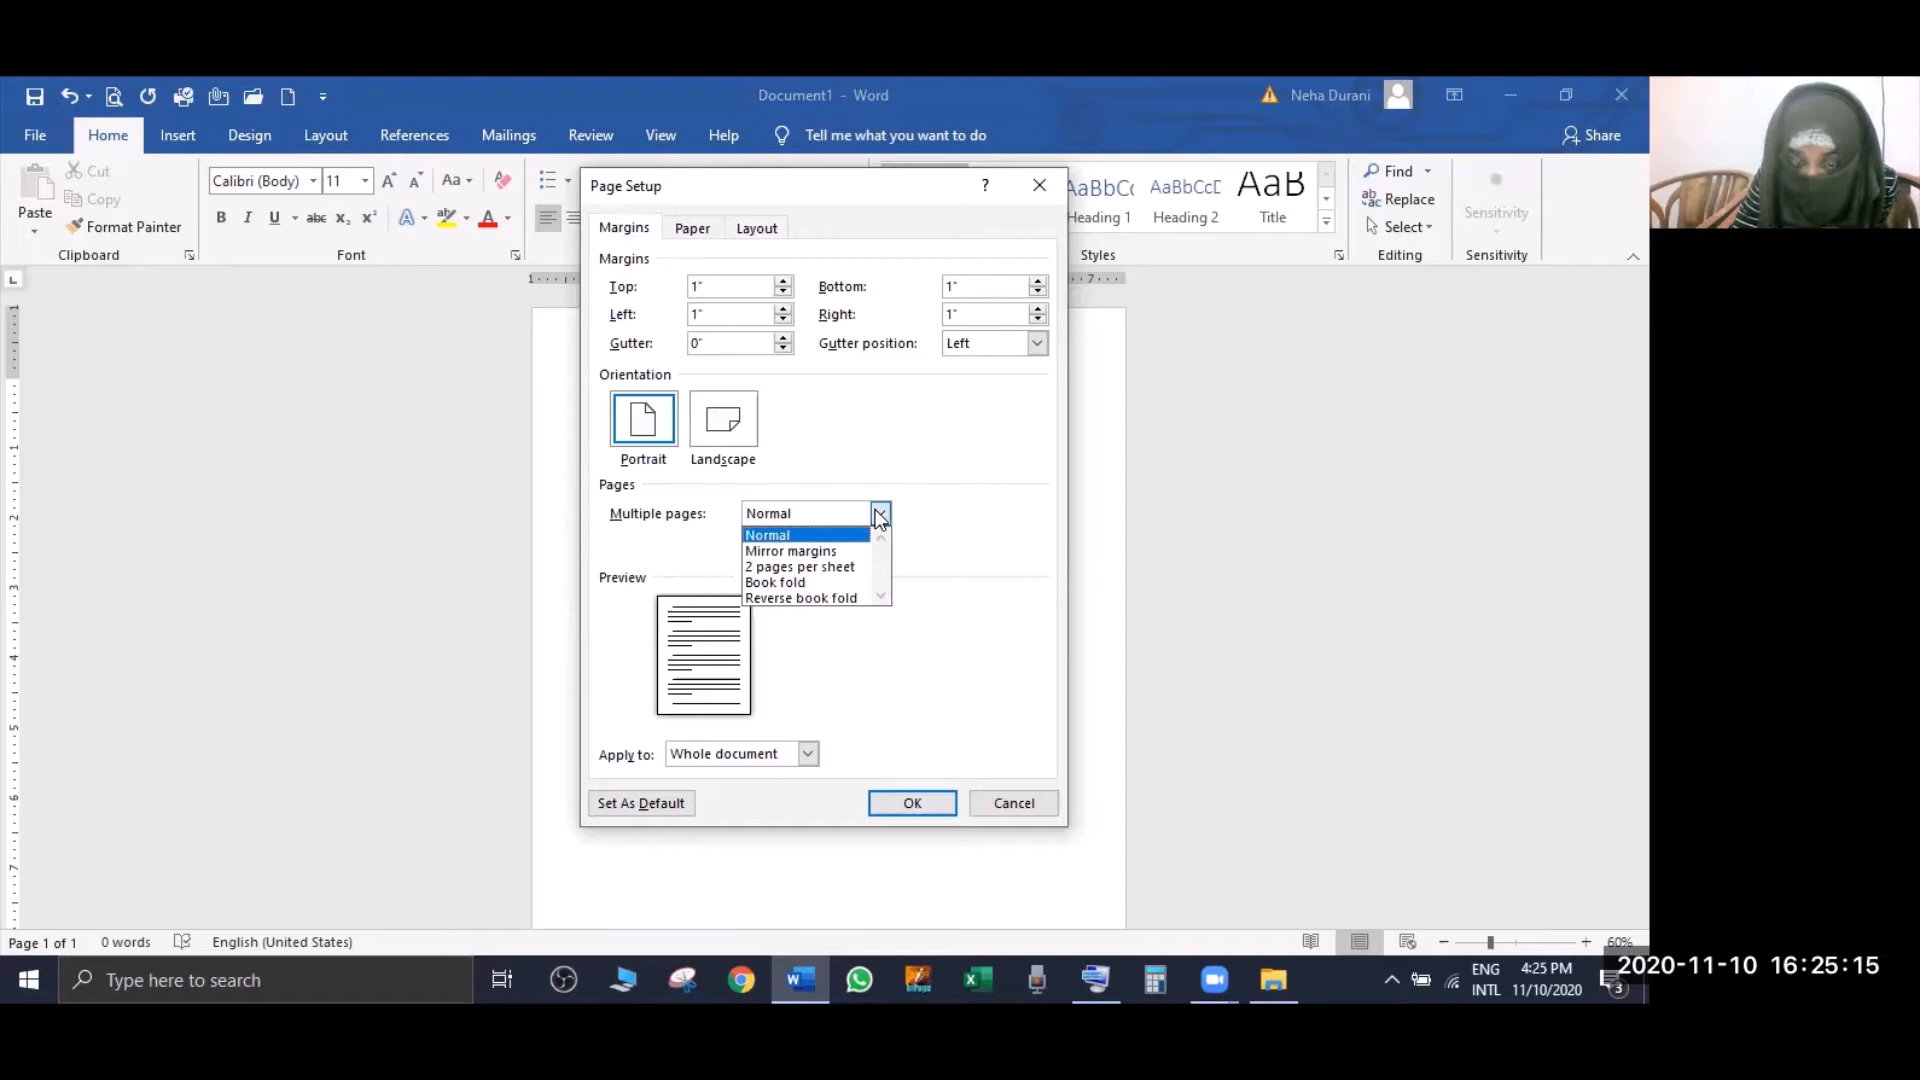 Document1 - Word
Neha Durani
File Home Insert Design Layout References Mailings Review View Help Tell me what you want to do Share
Paste
Cut
Copy
Format Painter
Clipboard
Calibri (Body) 11
Font
Heading 1
Heading 2
Title
Styles
Find
Replace
Select
Editing
Sensitivity
Sensitivity
Page Setup
Margins Paper Layout
Margins
Top: 1" Bottom: 1"
Left: 1" Right: 1"
Gutter: 0" Gutter position: Left
Orientation
Portrait Landscape
Pages
Multiple pages: Normal
Normal
Mirror margins
2 pages per sheet
Book fold
Reverse book fold
Preview
Apply to: Whole document
Set As Default OK Cancel
Page 1 of 1 0 words English (United States) 60%
Type here to search
ENG
INTL
4:25 PM
11/10/2020
3
2020-11-10 16:25:15